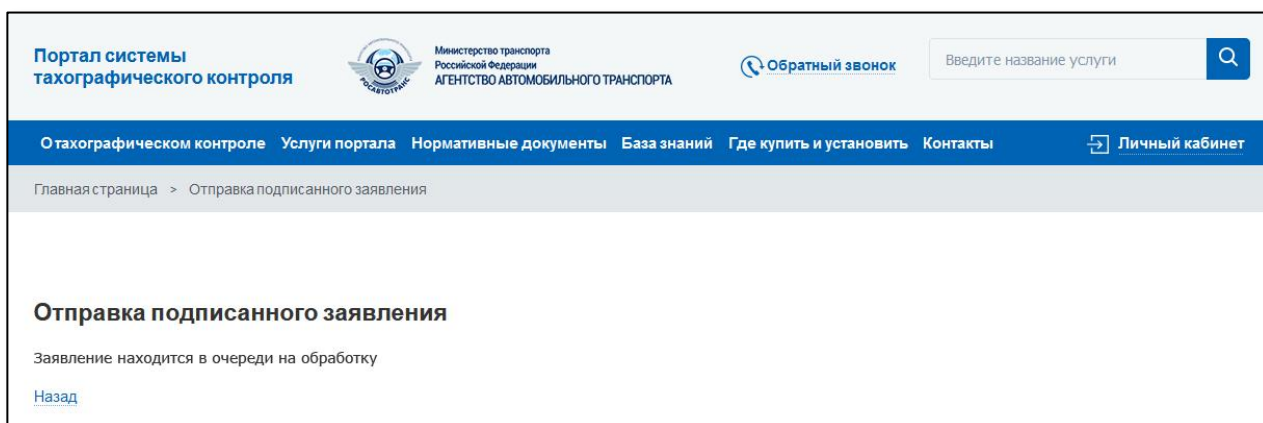 Портал системы
тахографического контроля
РОСАВТОТРАНС
Министерство транспорта
Российской Федерации
АГЕНТСТВО АВТОМОБИЛЬНОГО ТРАНСПОРТА
Обратный звонок
Введите название услуги
О тахографическом контроле Услуги портала Нормативные документы База знаний Где купить и установить Контакты Личный кабинет
Главная страница > Отправка подписанного заявления
Отправка подписанного заявления
Заявление находится в очереди на обработку
Назад